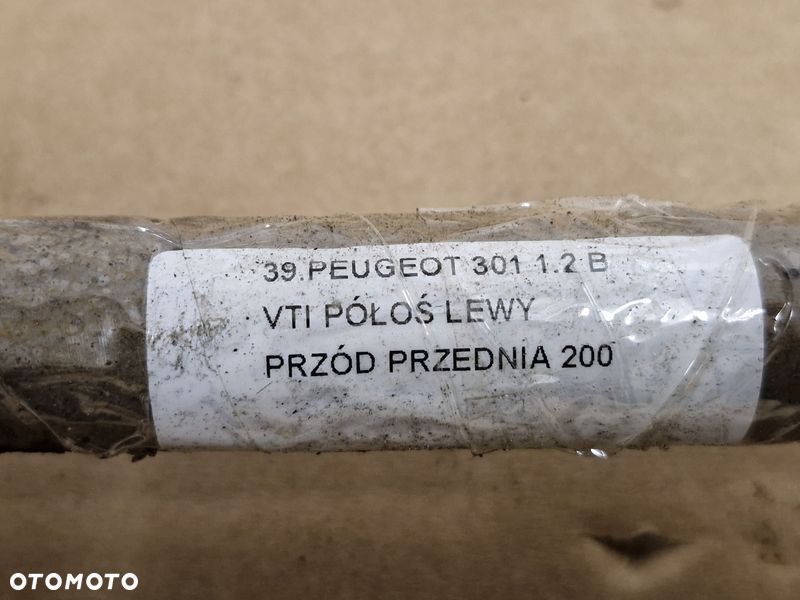 39.PEUGEOT 301 1.2 B
VTI PÓŁOŚ LEWY
PRZÓD PRZEDNIA 200
OTOMOTO